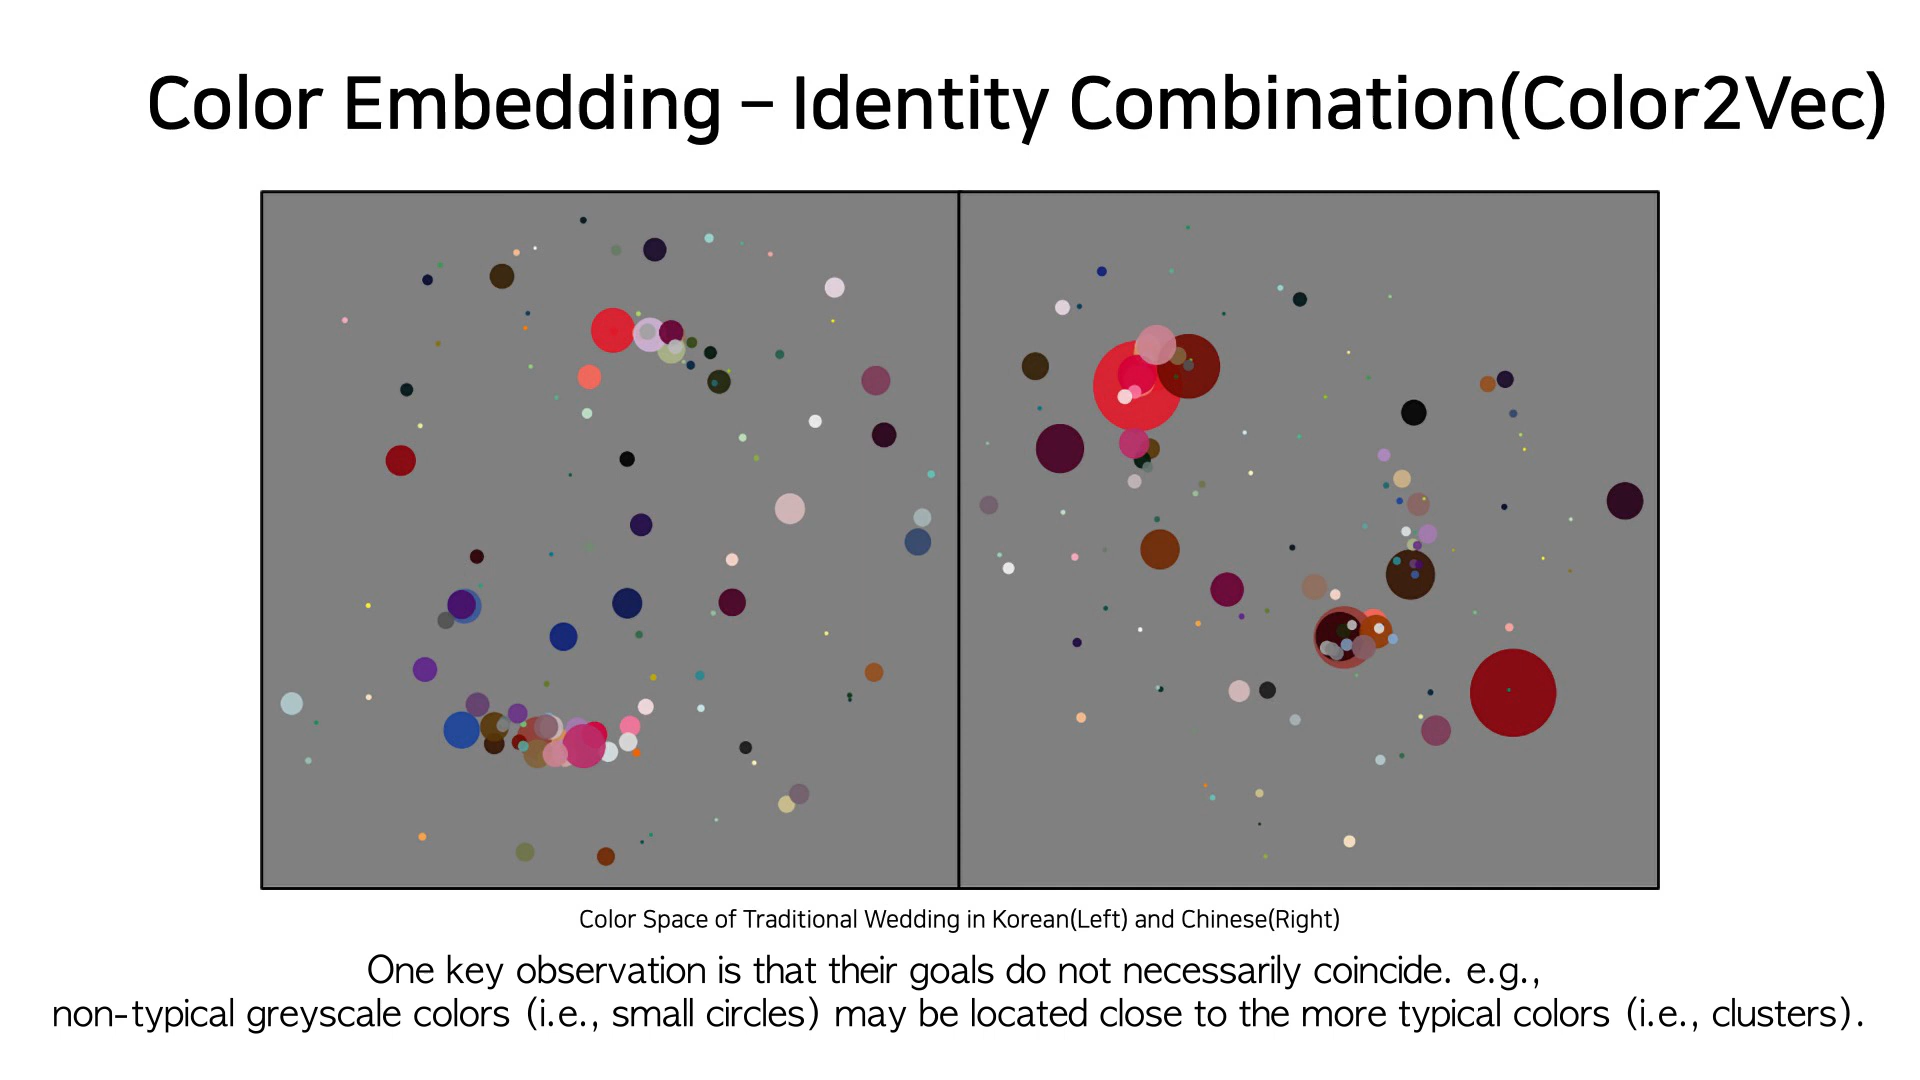 Color Embedding – Identity Combination(Color2Vec)
Color Space of Traditional Wedding in Korean(Left) and Chinese(Right)
One key observation is that their goals do not necessarily coincide. e.g.,
non-typical greyscale colors (i.e., small circles) may be located close to the more typical colors (i.e., clusters).